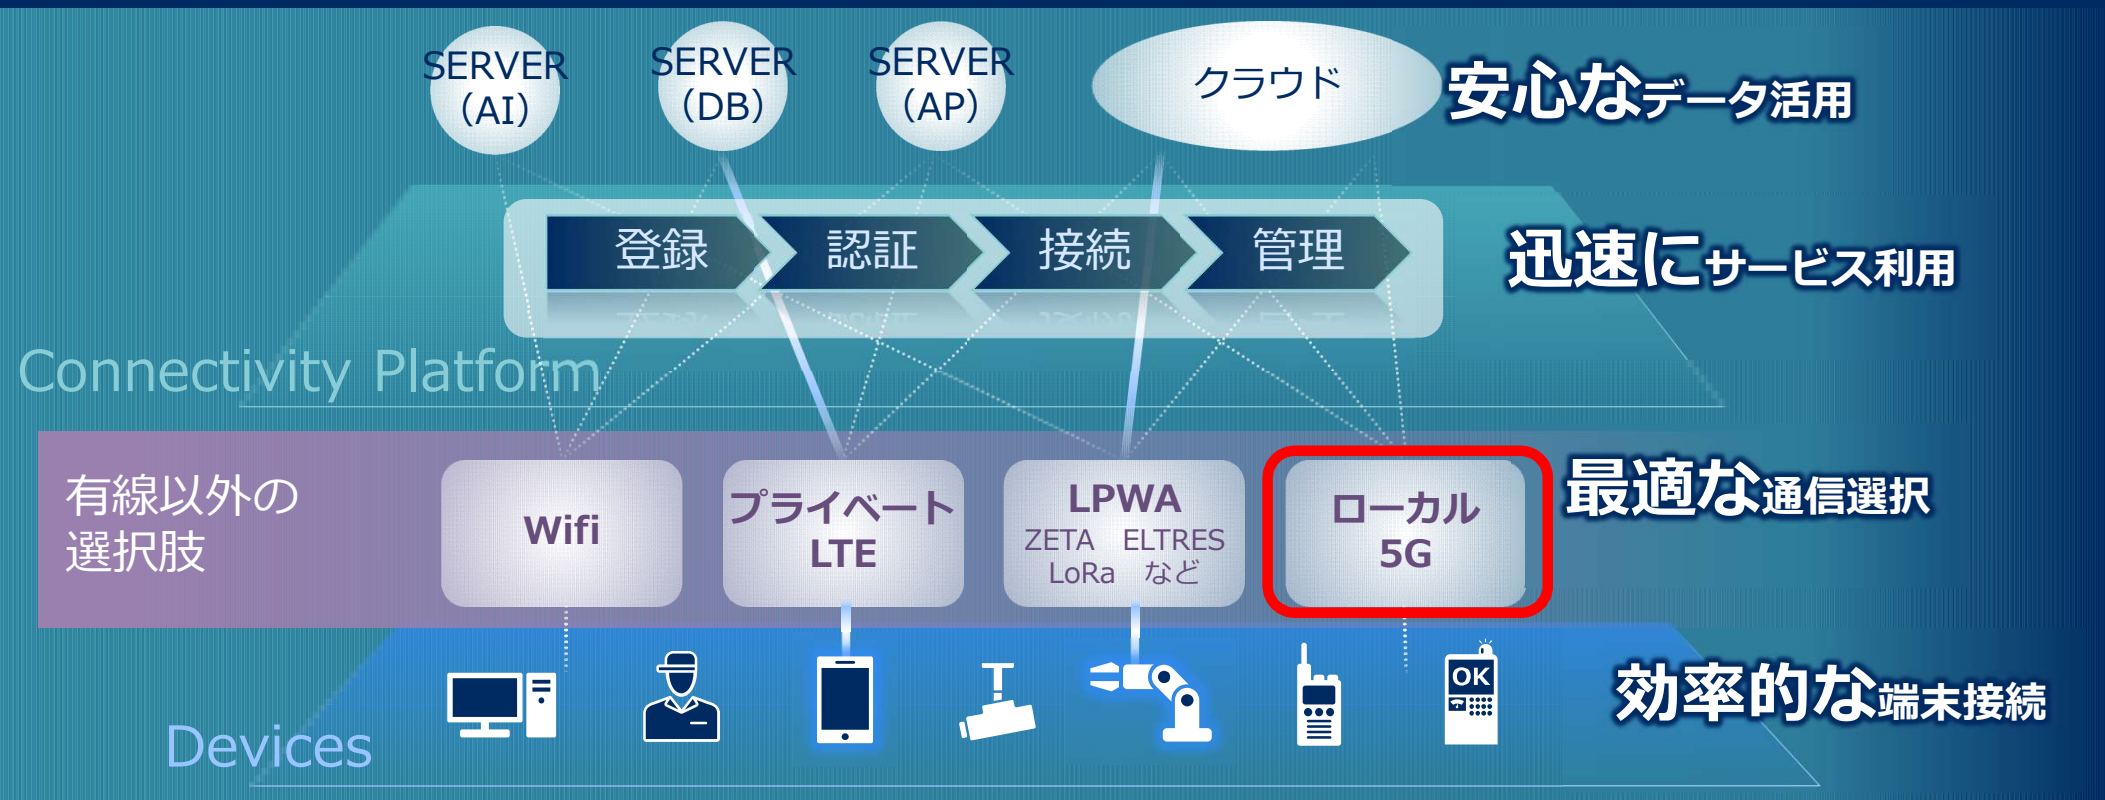 SERVER
(AI)
SERVER
(DB)
SERVER
(AP)
クラウド
安心なデータ活用
登録
認証
接続
管理
迅速にサービス利用
Connectivity Platform
有線以外の
選択肢
Wifi
プライベート
LTE
LPWA
ZETA ELTRES
LoRa など
ローカル
5G
最適な通信選択
OK
効率的な端末接続
Devices